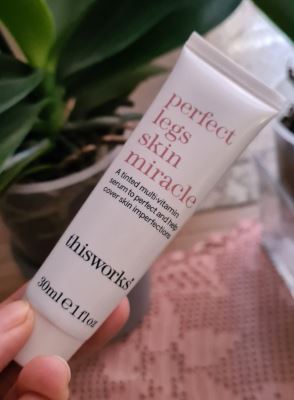 perfect
legs
skin
miracle
A tinted multi-vitamin
serum to perfect and help
cover skin imperfections
thisworks®
30ml e 1 fl oz